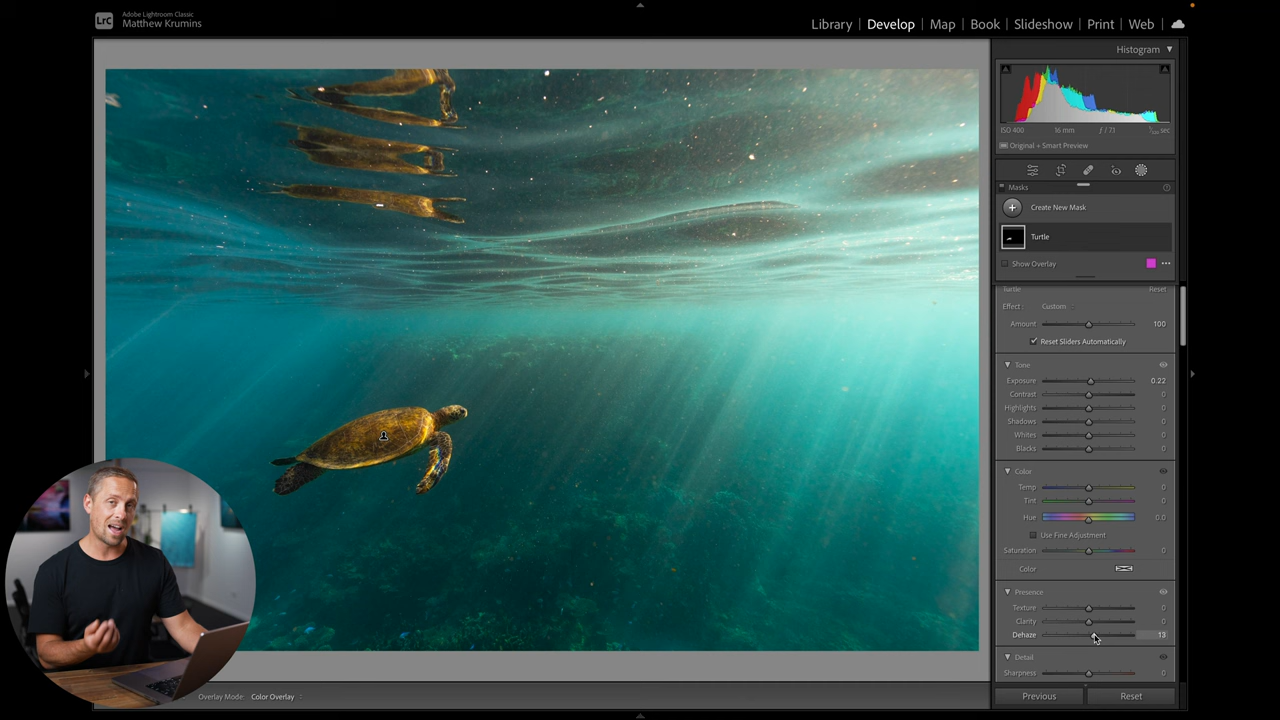 LrC
Adobe Lightroom Classic
Matthew Krumins
Library | Develop | Map | Book | Slideshow | Print | Web
Histogram
ISO 400 16 mm f / 7.1 sec
Original + Smart Preview
Masks
Create New Mask
Turtle
Show Overlay
Turtle Reset
Effect : Custom
Amount 100
Reset Sliders Automatically
Tone
Exposure 0.22
Contrast 0
Highlights 0
Shadows 0
Whites 0
Blacks 0
Color
Temp 0
Tint 0
Hue 0.0
Use Fine Adjustment
Saturation 0
Color
Presence
Texture 0
Clarity 0
Dehaze 13
Detail
Sharpness 0
Overlay Mode: Color Overlay
Previous Reset